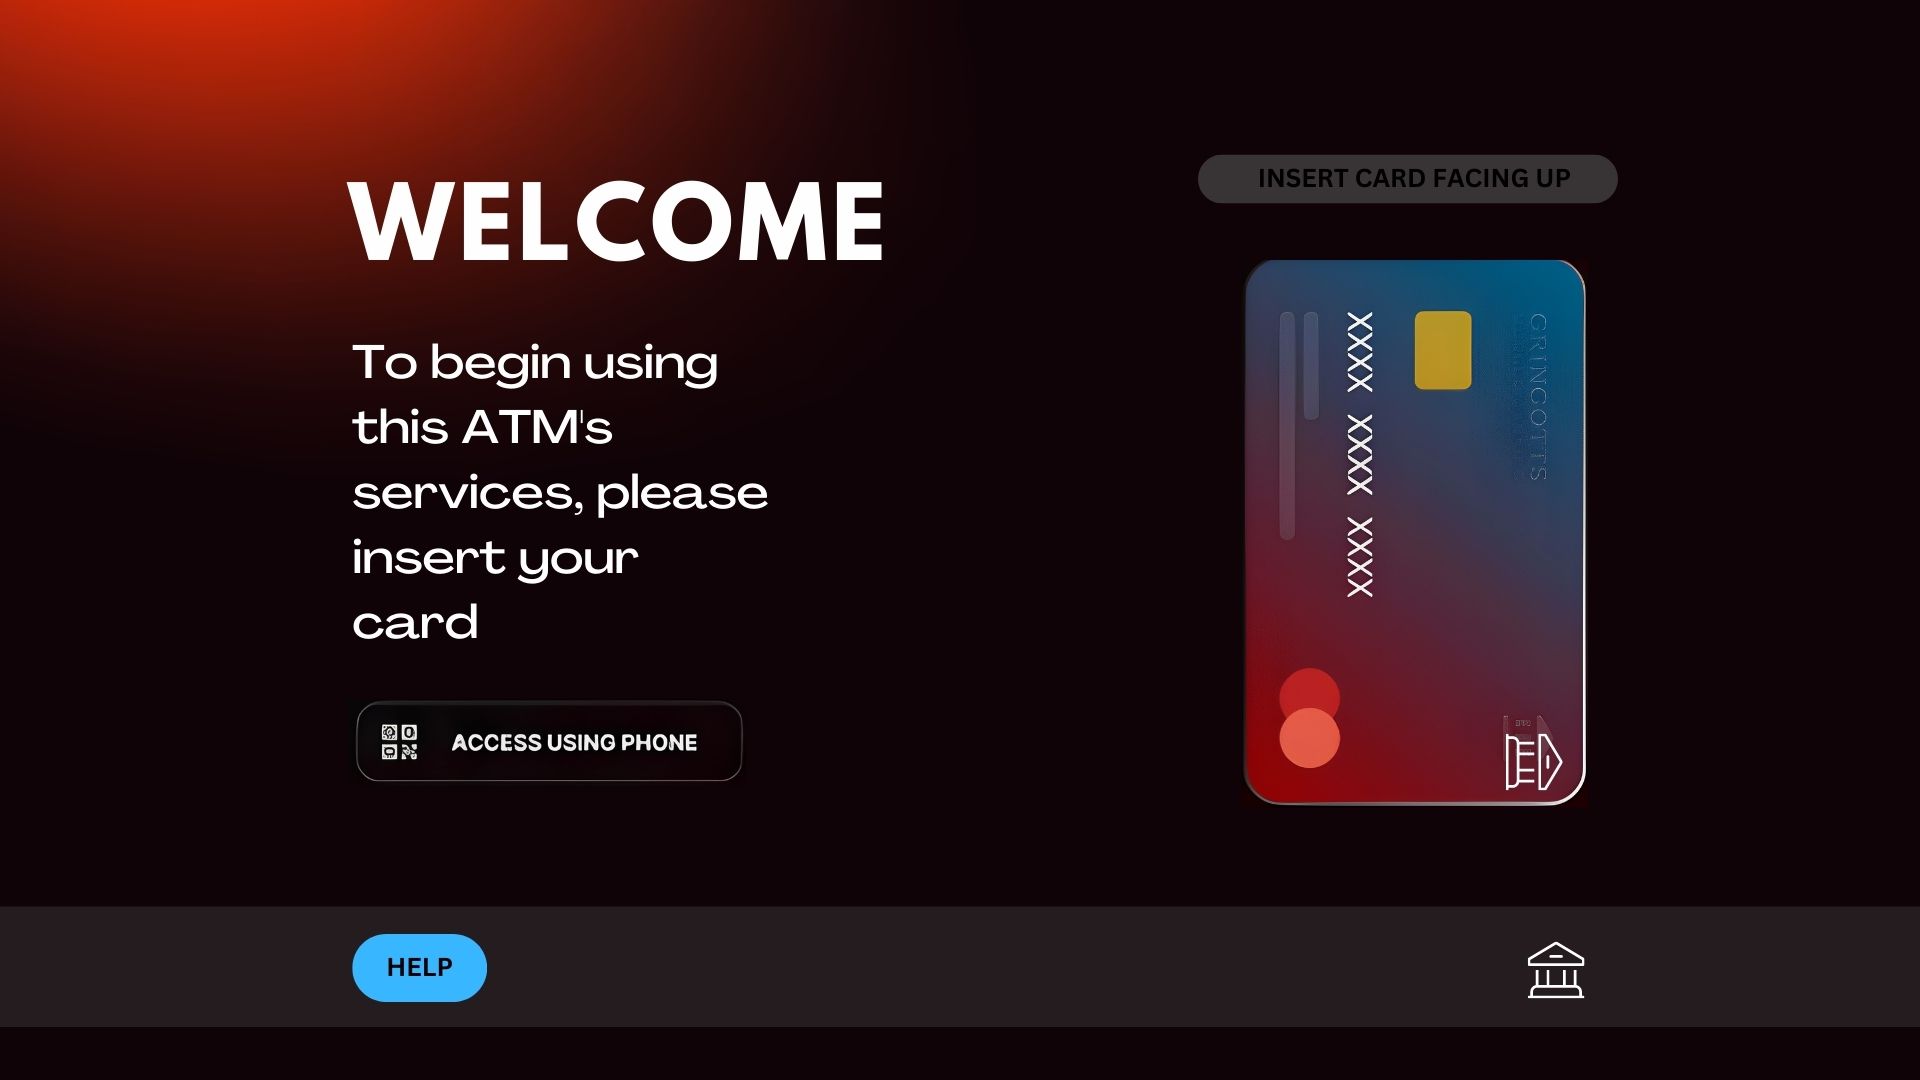 WELCOME
To begin using
this ATM's
services, please
insert your
card
ACCESS USING PHONE
INSERT CARD FACING UP
GRINGOTTS
XXXX XXXX XXXX
HELP